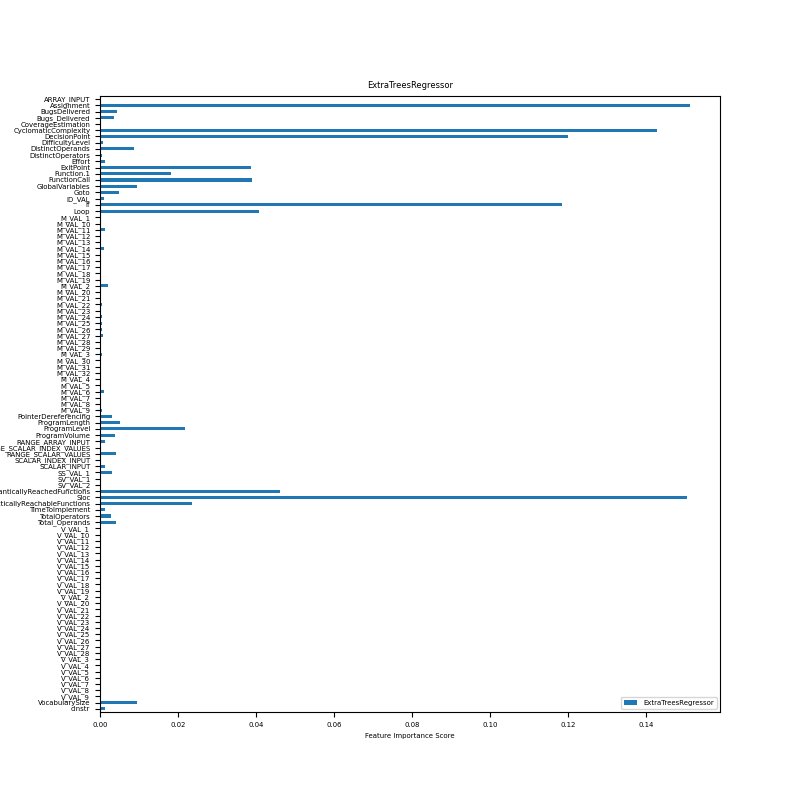 ExtraTreesRegressor
ARRAY_INPUT
Assignment
BugsDelivered
Bugs_Delivered
CoverageEstimation
CyclomaticComplexity
DecisionPoint
DifficultyLevel
DistinctOperands
DistinctOperators
Effort
ExitPoint
Function.1
FunctionCall
GlobalVariables
Goto
ID_VAL
If
Loop
M_VAL_1
M_VAL_10
M_VAL_11
M_VAL_12
M_VAL_13
M_VAL_14
M_VAL_15
M_VAL_16
M_VAL_17
M_VAL_18
M_VAL_19
M_VAL_2
M_VAL_20
M_VAL_21
M_VAL_22
M_VAL_23
M_VAL_24
M_VAL_25
M_VAL_26
M_VAL_27
M_VAL_28
M_VAL_29
M_VAL_3
M_VAL_30
M_VAL_31
M_VAL_32
M_VAL_4
M_VAL_5
M_VAL_6
M_VAL_7
M_VAL_8
M_VAL_9
PointerDereferencing
ProgramLength
ProgramLevel
ProgramVolume
RANGE_ARRAY_INPUT
E_SCALAR_INDEX_VALUES
RANGE_SCALAR_VALUES
SCALAR_INDEX_INPUT
SCALAR_INPUT
SS_VAL_1
SV_VAL_1
SV_VAL_2
anticallyReachedFunctions
Sloc
ticallyReachableFunctions
TimeToImplement
TotalOperators
Total_Operands
V_VAL_1
V_VAL_10
V_VAL_11
V_VAL_12
V_VAL_13
V_VAL_14
V_VAL_15
V_VAL_16
V_VAL_17
V_VAL_18
V_VAL_19
V_VAL_2
V_VAL_20
V_VAL_21
V_VAL_22
V_VAL_23
V_VAL_24
V_VAL_25
V_VAL_26
V_VAL_27
V_VAL_28
V_VAL_3
V_VAL_4
V_VAL_5
V_VAL_6
V_VAL_7
V_VAL_8
V_VAL_9
VocabularySize
cinstr
ExtraTreesRegressor
0.00 0.02 0.04 0.06 0.08 0.10 0.12 0.14
Feature Importance Score